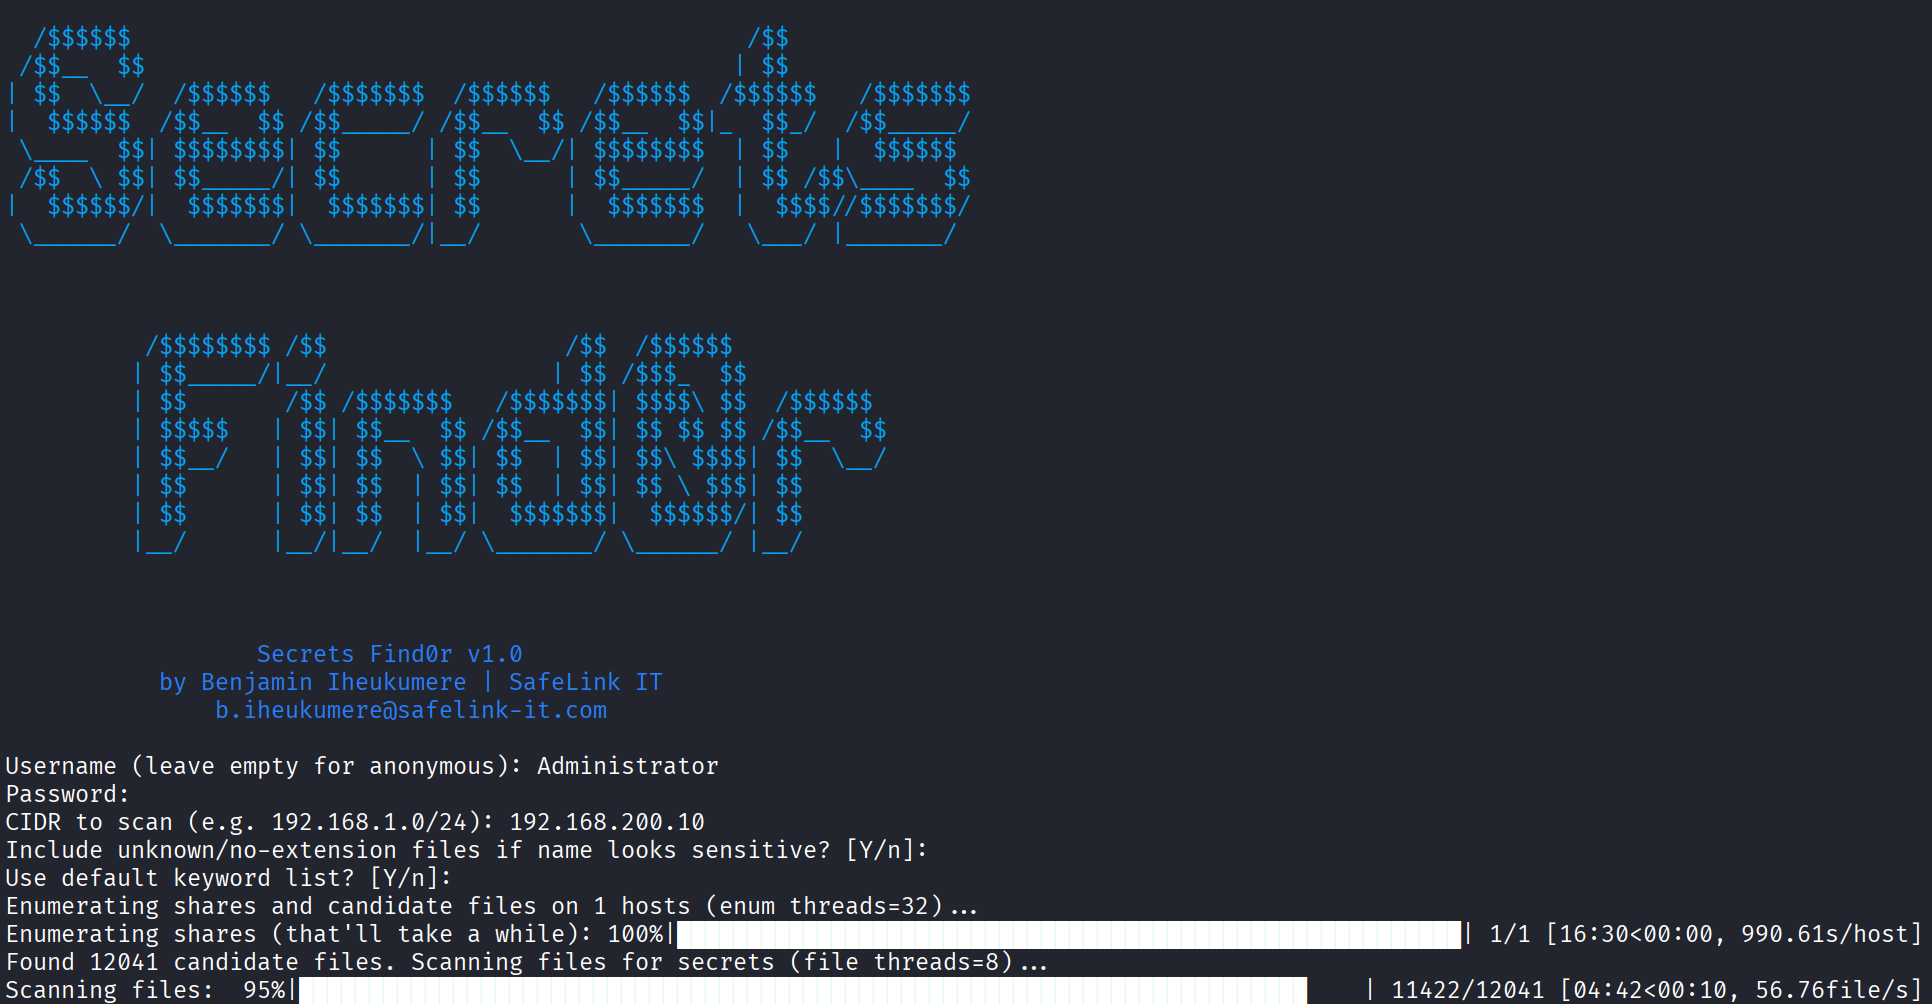 /$$$$$$                                            /$$
 /$$__  $$                                          | $$
| $$  \__/  /$$$$$$   /$$$$$$$  /$$$$$$   /$$$$$$  /$$$$$$   /$$$$$$$
|  $$$$$$  /$$__  $$ /$$_____/ /$$__  $$ /$$__  $$|_  $$_/  /$$_____/
 \____  $$| $$$$$$$$| $$      | $$  \__/| $$$$$$$$  | $$   |  $$$$$$
 /$$  \ $$| $$_____/| $$      | $$      | $$_____/  | $$ /$$\____  $$
|  $$$$$$/|  $$$$$$$|  $$$$$$$| $$      |  $$$$$$$  |  $$$$//$$$$$$$/
 \______/  \_______/ \_______/|__/       \_______/   \___/ |_______/
          /$$$$$$$$ /$$                 /$$  /$$$$$$
         | $$_____/|__/                | $$ /$$$_  $$
         | $$       /$$ /$$$$$$$   /$$$$$$$| $$$$\ $$  /$$$$$$
         | $$$$$   | $$| $$__  $$ /$$__  $$| $$ $$ $$ /$$__  $$
         | $$__/   | $$| $$  \ $$| $$  | $$| $$\ $$$$| $$  \__/
         | $$      | $$| $$  | $$| $$  | $$| $$ \ $$$| $$
         | $$      | $$| $$  | $$|  $$$$$$$|  $$$$$$/| $$
         |__/      |__/|__/  |__/ \_______/ \______/ |__/
Secrets Find0r v1.0
by Benjamin Iheukumere | SafeLink IT
b.iheukumere@safelink-it.com
Username (leave empty for anonymous): Administrator
Password:
CIDR to scan (e.g. 192.168.1.0/24): 192.168.200.10
Include unknown/no-extension files if name looks sensitive? [Y/n]:
Use default keyword list? [Y/n]:
Enumerating shares and candidate files on 1 hosts (enum threads=32)...
Enumerating shares (that'll take a while): 100%| | 1/1 [16:30<00:00, 990.61s/host]
Found 12041 candidate files. Scanning files for secrets (file threads=8)...
Scanning files:  95%| | 11422/12041 [04:42<00:10, 56.76file/s]